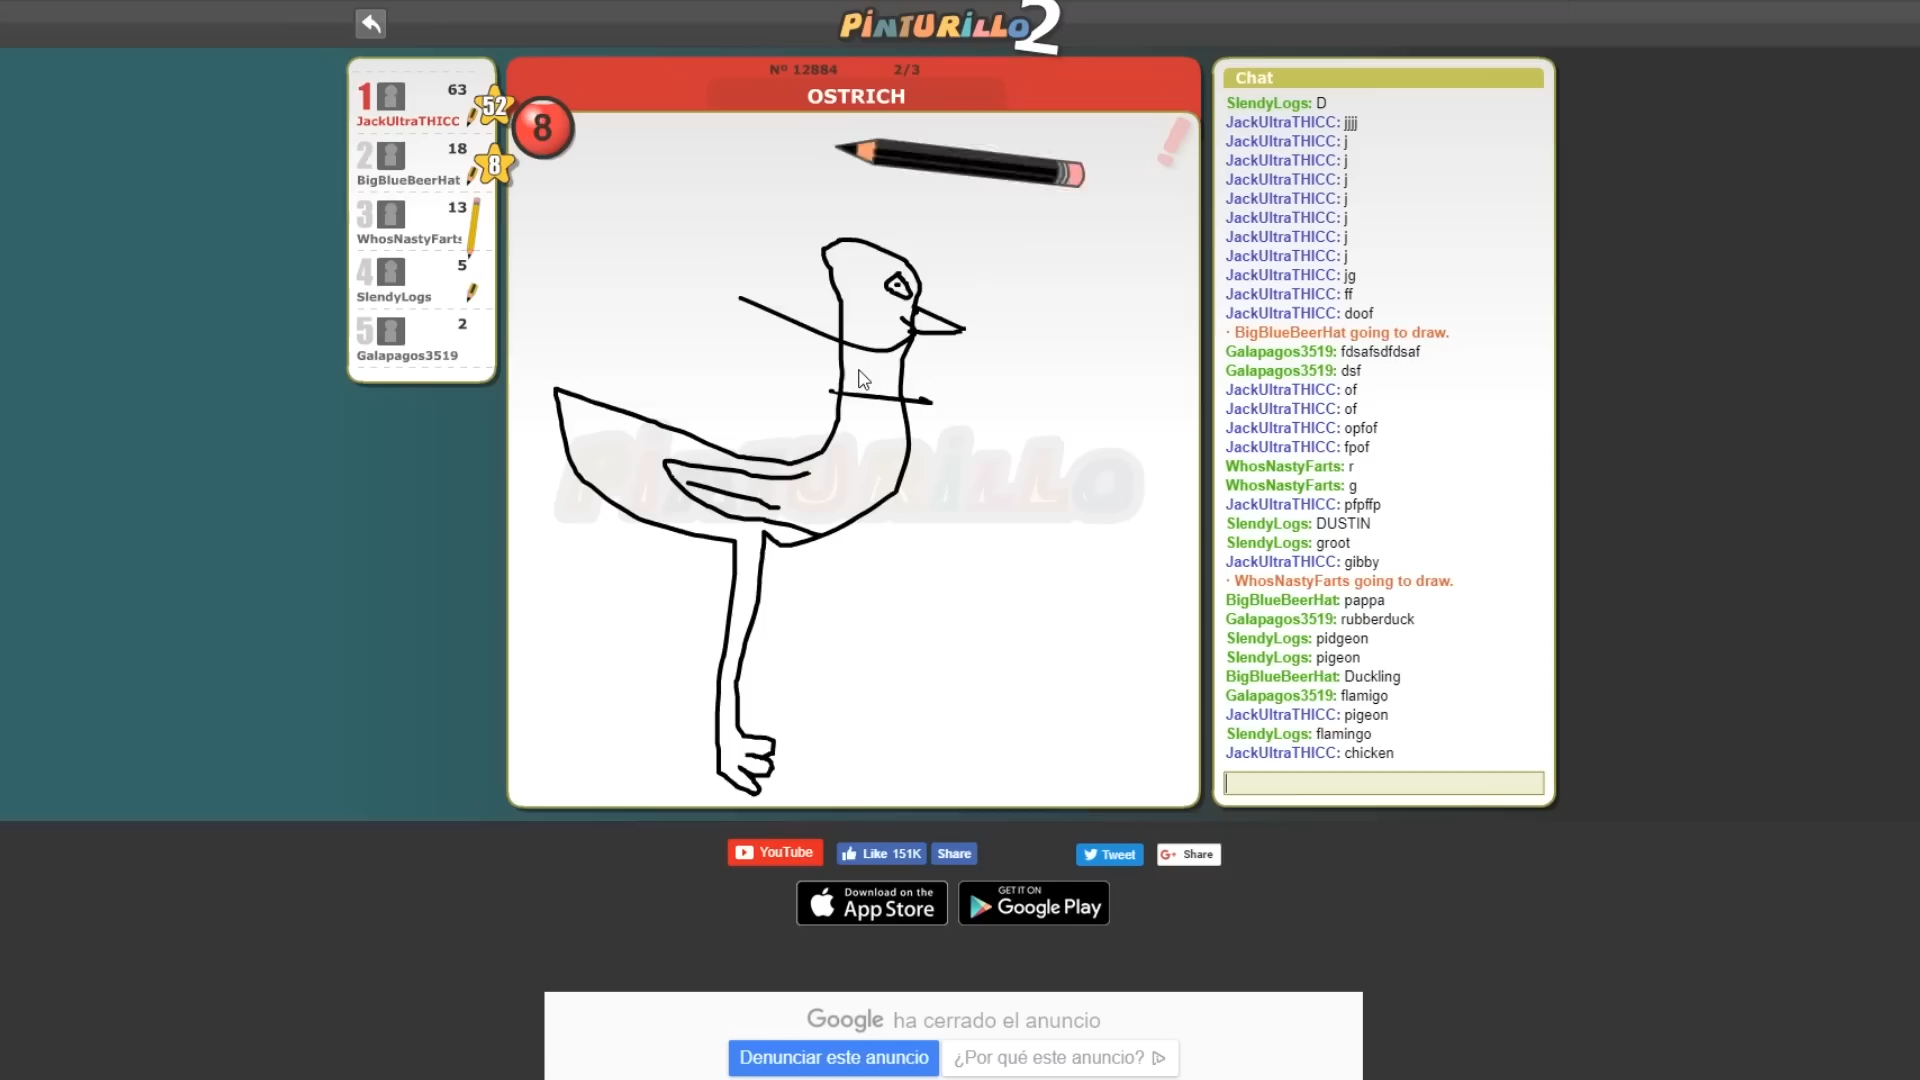 PINTURILLO 2
Nº 12884 2/3
OSTRICH
8
1 63
JackUltraTHICC
52
2 18
BigBlueBeerHat
8
3 13
WhosNastyFarts
4 5
SlendyLogs
5 2
Galapagos3519
PINTURILLO
Chat
SlendyLogs: D
JackUltraTHICC: jjjj
JackUltraTHICC: j
JackUltraTHICC: j
JackUltraTHICC: j
JackUltraTHICC: j
JackUltraTHICC: j
JackUltraTHICC: j
JackUltraTHICC: j
JackUltraTHICC: jg
JackUltraTHICC: ff
JackUltraTHICC: doof
· BigBlueBeerHat going to draw.
Galapagos3519: fdsafsdfdsaf
Galapagos3519: dsf
JackUltraTHICC: of
JackUltraTHICC: of
JackUltraTHICC: opfof
JackUltraTHICC: fpof
WhosNastyFarts: r
WhosNastyFarts: g
JackUltraTHICC: pfpffp
SlendyLogs: DUSTIN
SlendyLogs: groot
JackUltraTHICC: gibby
· WhosNastyFarts going to draw.
BigBlueBeerHat: pappa
Galapagos3519: rubberduck
SlendyLogs: pidgeon
SlendyLogs: pigeon
BigBlueBeerHat: Duckling
Galapagos3519: flamigo
JackUltraTHICC: pigeon
SlendyLogs: flamingo
JackUltraTHICC: chicken
YouTube Like 151K Share Tweet G+ Share
Download on the
App Store
GET IT ON
Google Play
Google ha cerrado el anuncio
Denunciar este anuncio ¿Por qué este anuncio?